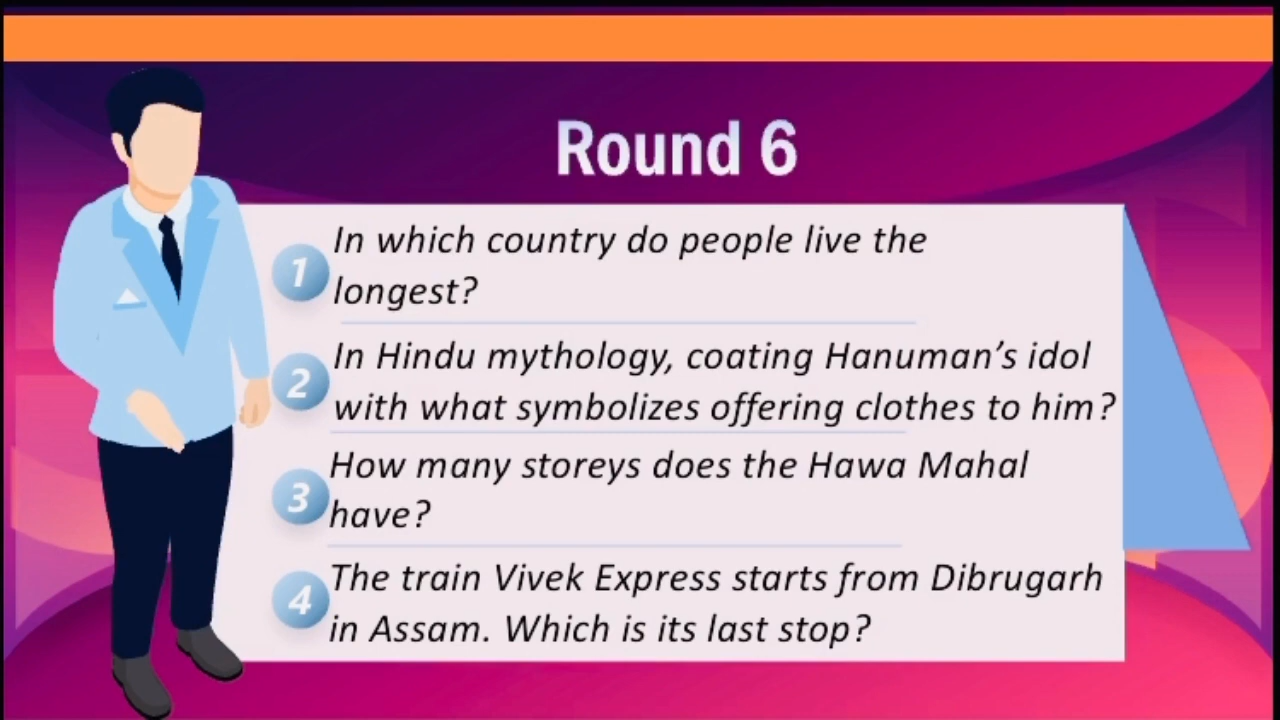 Round 6
1
In which country do people live the
longest?
2
In Hindu mythology, coating Hanuman’s idol
with what symbolizes offering clothes to him?
3
How many storeys does the Hawa Mahal
have?
4
The train Vivek Express starts from Dibrugarh
in Assam. Which is its last stop?